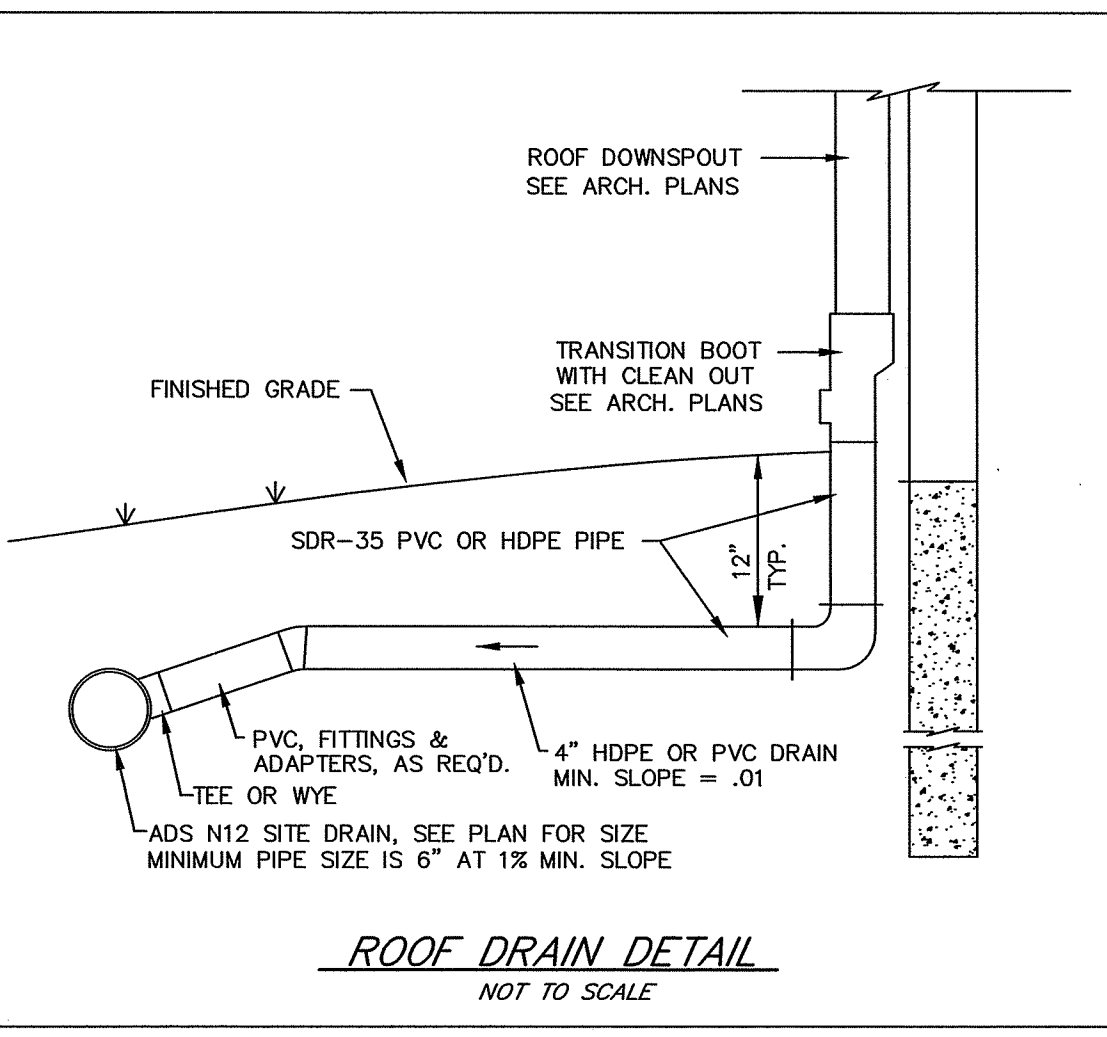 ROOF DOWNSPOUT
SEE ARCH. PLANS
TRANSITION BOOT
WITH CLEAN OUT
SEE ARCH. PLANS
FINISHED GRADE
SDR-35 PVC OR HDPE PIPE
12"
TYP.
PVC, FITTINGS &
ADAPTERS, AS REQ'D.
4" HDPE OR PVC DRAIN
MIN. SLOPE = .01
TEE OR WYE
ADS N12 SITE DRAIN, SEE PLAN FOR SIZE
MINIMUM PIPE SIZE IS 6" AT 1% MIN. SLOPE
ROOF DRAIN DETAIL
NOT TO SCALE